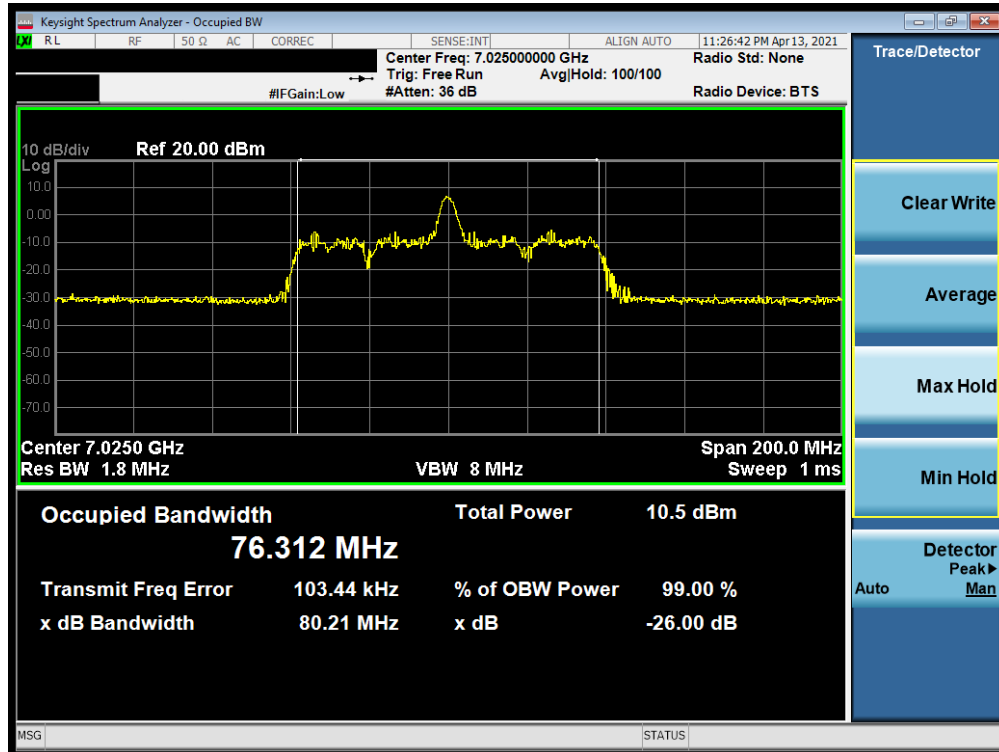 Keysight Spectrum Analyzer - Occupied BW
LXI RL RF 50 Ω AC CORREC SENSE:INT ALIGN AUTO 11:26:42 PM Apr 13, 2021
Center Freq: 7.025000000 GHz Radio Std: None
Trig: Free Run Avg|Hold: 100/100
#IFGain:Low #Atten: 36 dB Radio Device: BTS
10 dB/div Ref 20.00 dBm
Log
10.0
0.00
-10.0
-20.0
-30.0
-40.0
-50.0
-60.0
-70.0
Center 7.0250 GHz Span 200.0 MHz
Res BW 1.8 MHz VBW 8 MHz Sweep 1 ms
Occupied Bandwidth Total Power 10.5 dBm
76.312 MHz
Transmit Freq Error 103.44 kHz % of OBW Power 99.00 %
x dB Bandwidth 80.21 MHz x dB -26.00 dB
MSG STATUS
Trace/Detector
Clear Write
Average
Max Hold
Min Hold
Detector
Peak▶
Auto Man